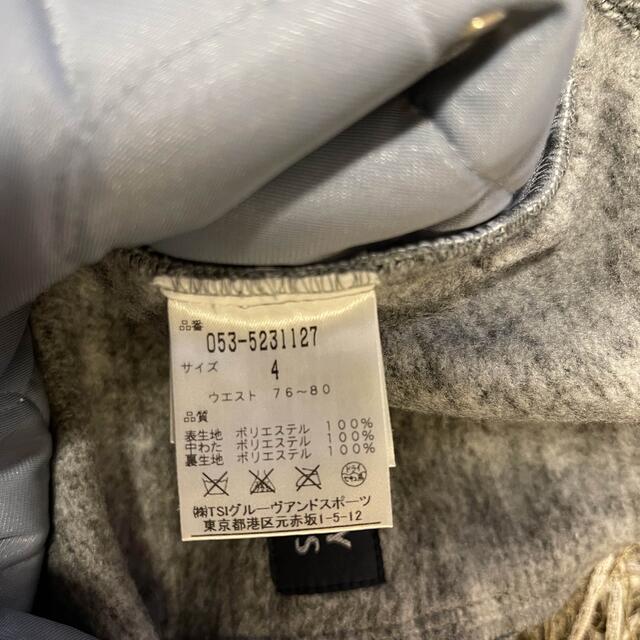 品番
053-5231127
サイズ
4
ウエスト 76～80
品質
表生地 ポリエステル 100%
中わた ポリエステル 100%
裏生地 ポリエステル 100%
㈱TSIグルーヴアンドスポーツ
東京都港区元赤坂1-5-12